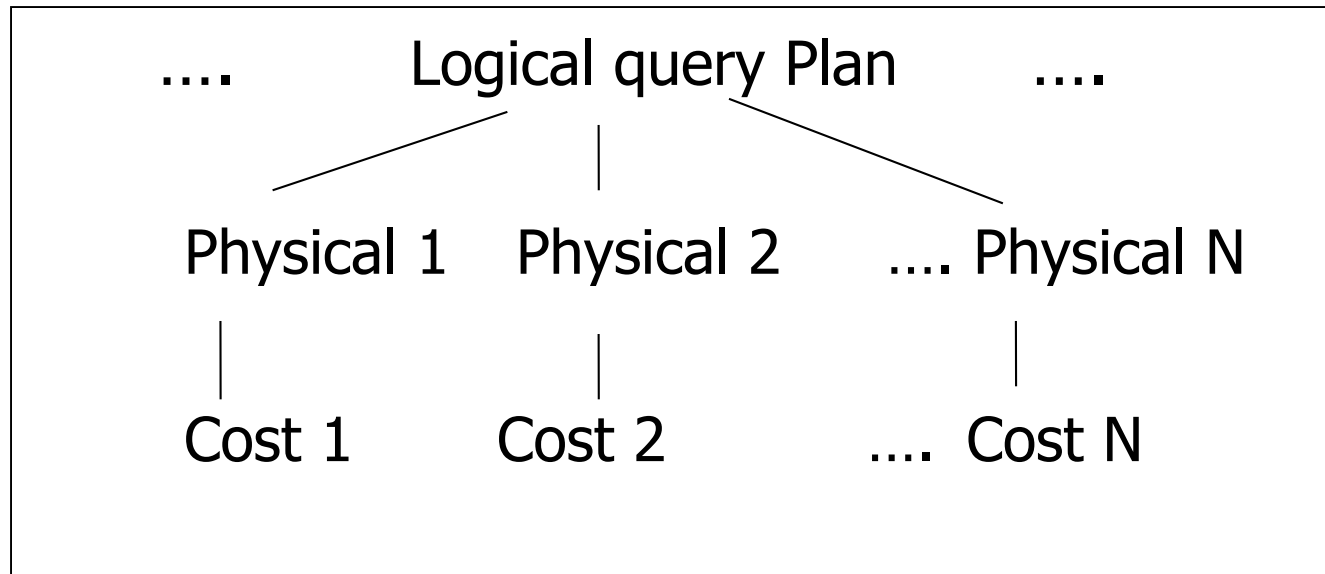 .... Logical query Plan ....
Physical 1 Physical 2 .... Physical N
Cost 1 Cost 2 .... Cost N